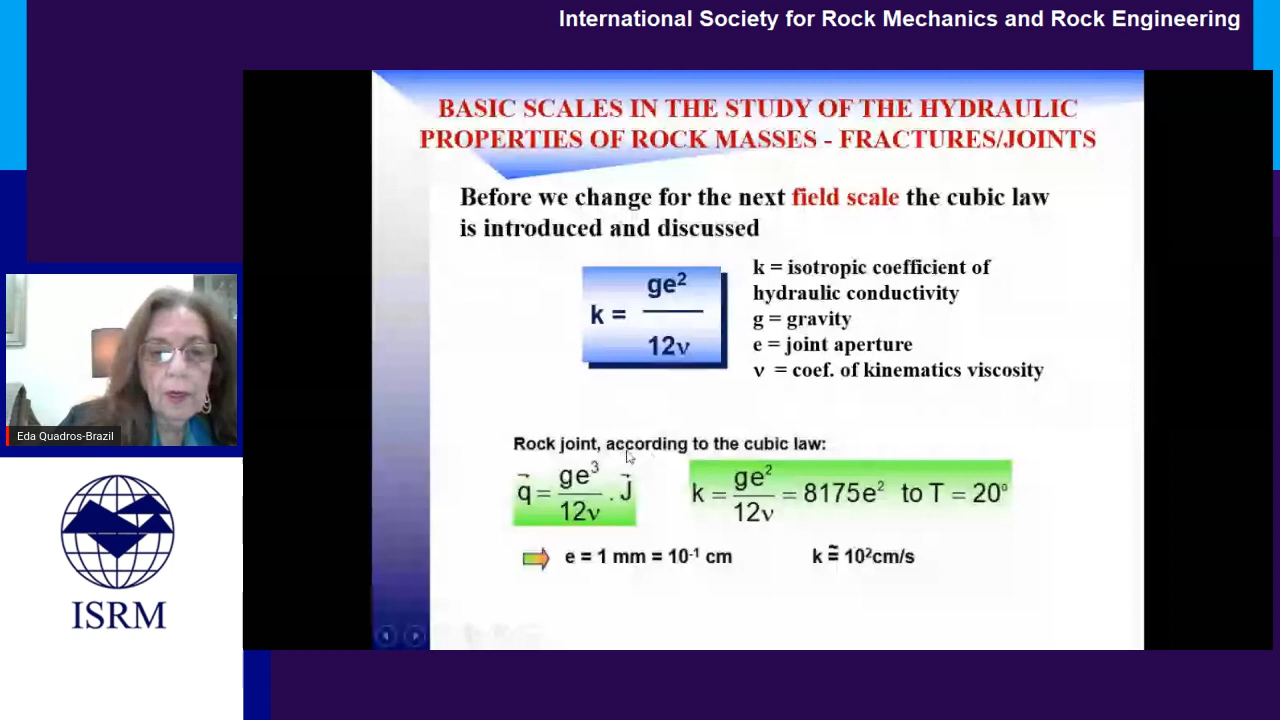 International Society for Rock Mechanics and Rock Engineering
BASIC SCALES IN THE STUDY OF THE HYDRAULIC
PROPERTIES OF ROCK MASSES - FRACTURES/JOINTS
Before we change for the next field scale the cubic law
is introduced and discussed
k = ge²/12ν
k = isotropic coefficient of
hydraulic conductivity
g = gravity
e = joint aperture
ν = coef. of kinematics viscosity
Rock joint, according to the cubic law:
q⃗ = ge³/12ν . J⃗
k = ge²/12ν = 8175e² to T = 20°
e = 1 mm = 10⁻¹ cm
k ≅ 10²cm/s
Eda Quadros-Brazil
ISRM